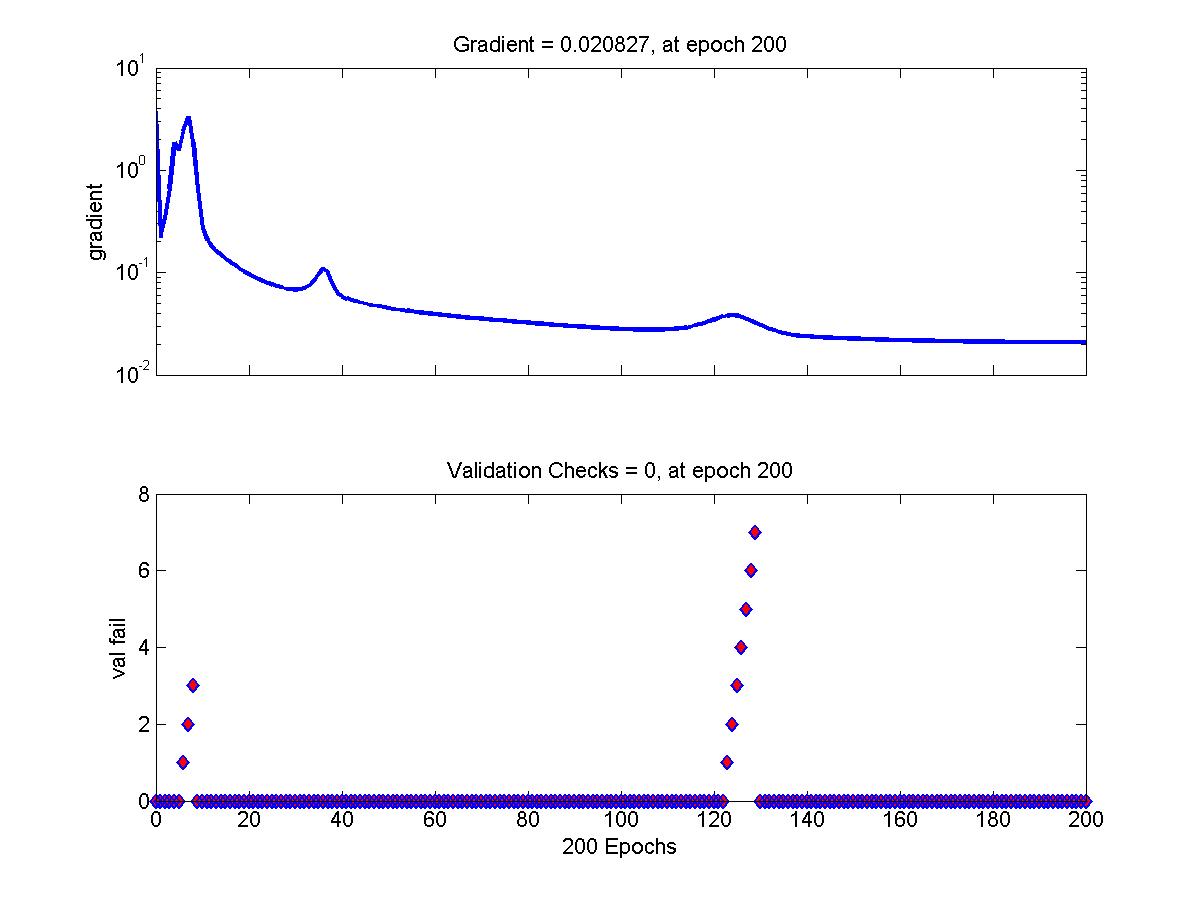 Gradient = 0.020827, at epoch 200
10^1
10^0
10^-1
10^-2
gradient
Validation Checks = 0, at epoch 200
8
6
4
2
0
val fail
0 20 40 60 80 100 120 140 160 180 200
200 Epochs